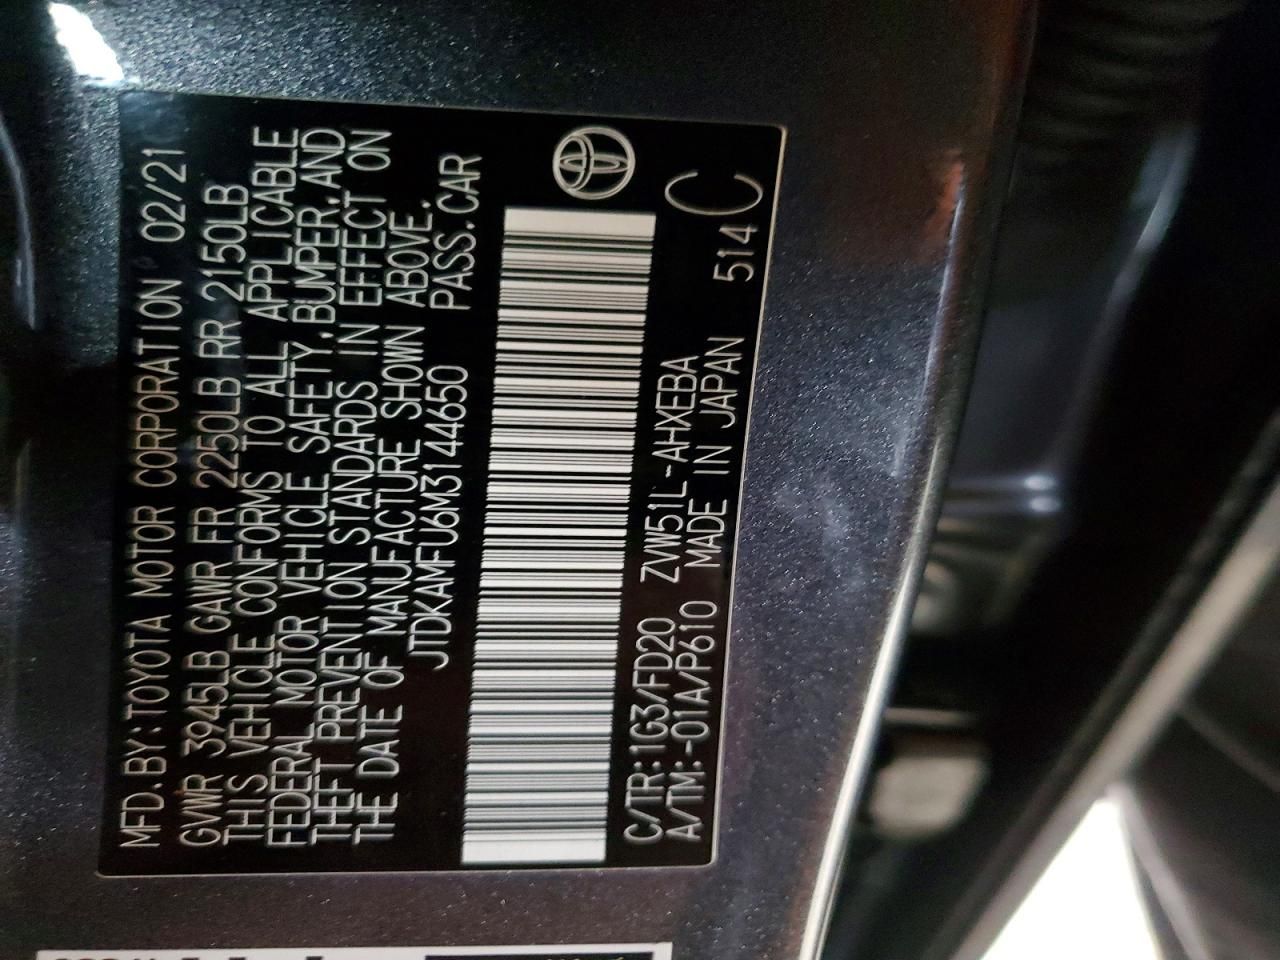 MFD.BY:TOYOTA MOTOR CORPORATION 02/21
GVWR 3945LB GAWR FR 2250LB RR 2150LB
THIS VEHICLE CONFORMS TO ALL APPLICABLE
FEDERAL MOTOR VEHICLE SAFETY,BUMPER,AND
THEFT PREVENTION STANDARDS IN EFFECT ON
THE DATE OF MANUFACTURE SHOWN ABOVE.
JTDKAMFU6M3144650 PASS.CAR
C/TR:1G3/FD20 ZVW51L-AHXEBA
A/TM:-01A/P610 MADE IN JAPAN 514 C